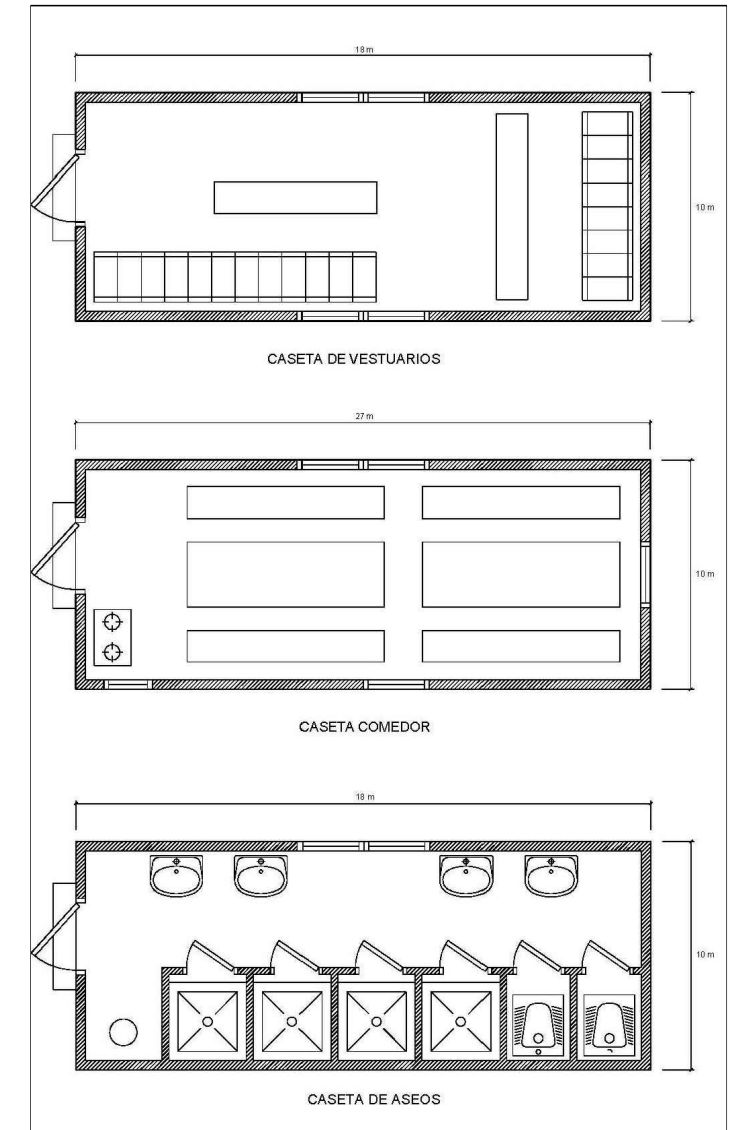 18 m
10 m
CASETA DE VESTUARIOS
27 m
10 m
CASETA COMEDOR
18 m
10 m
CASETA DE ASEOS